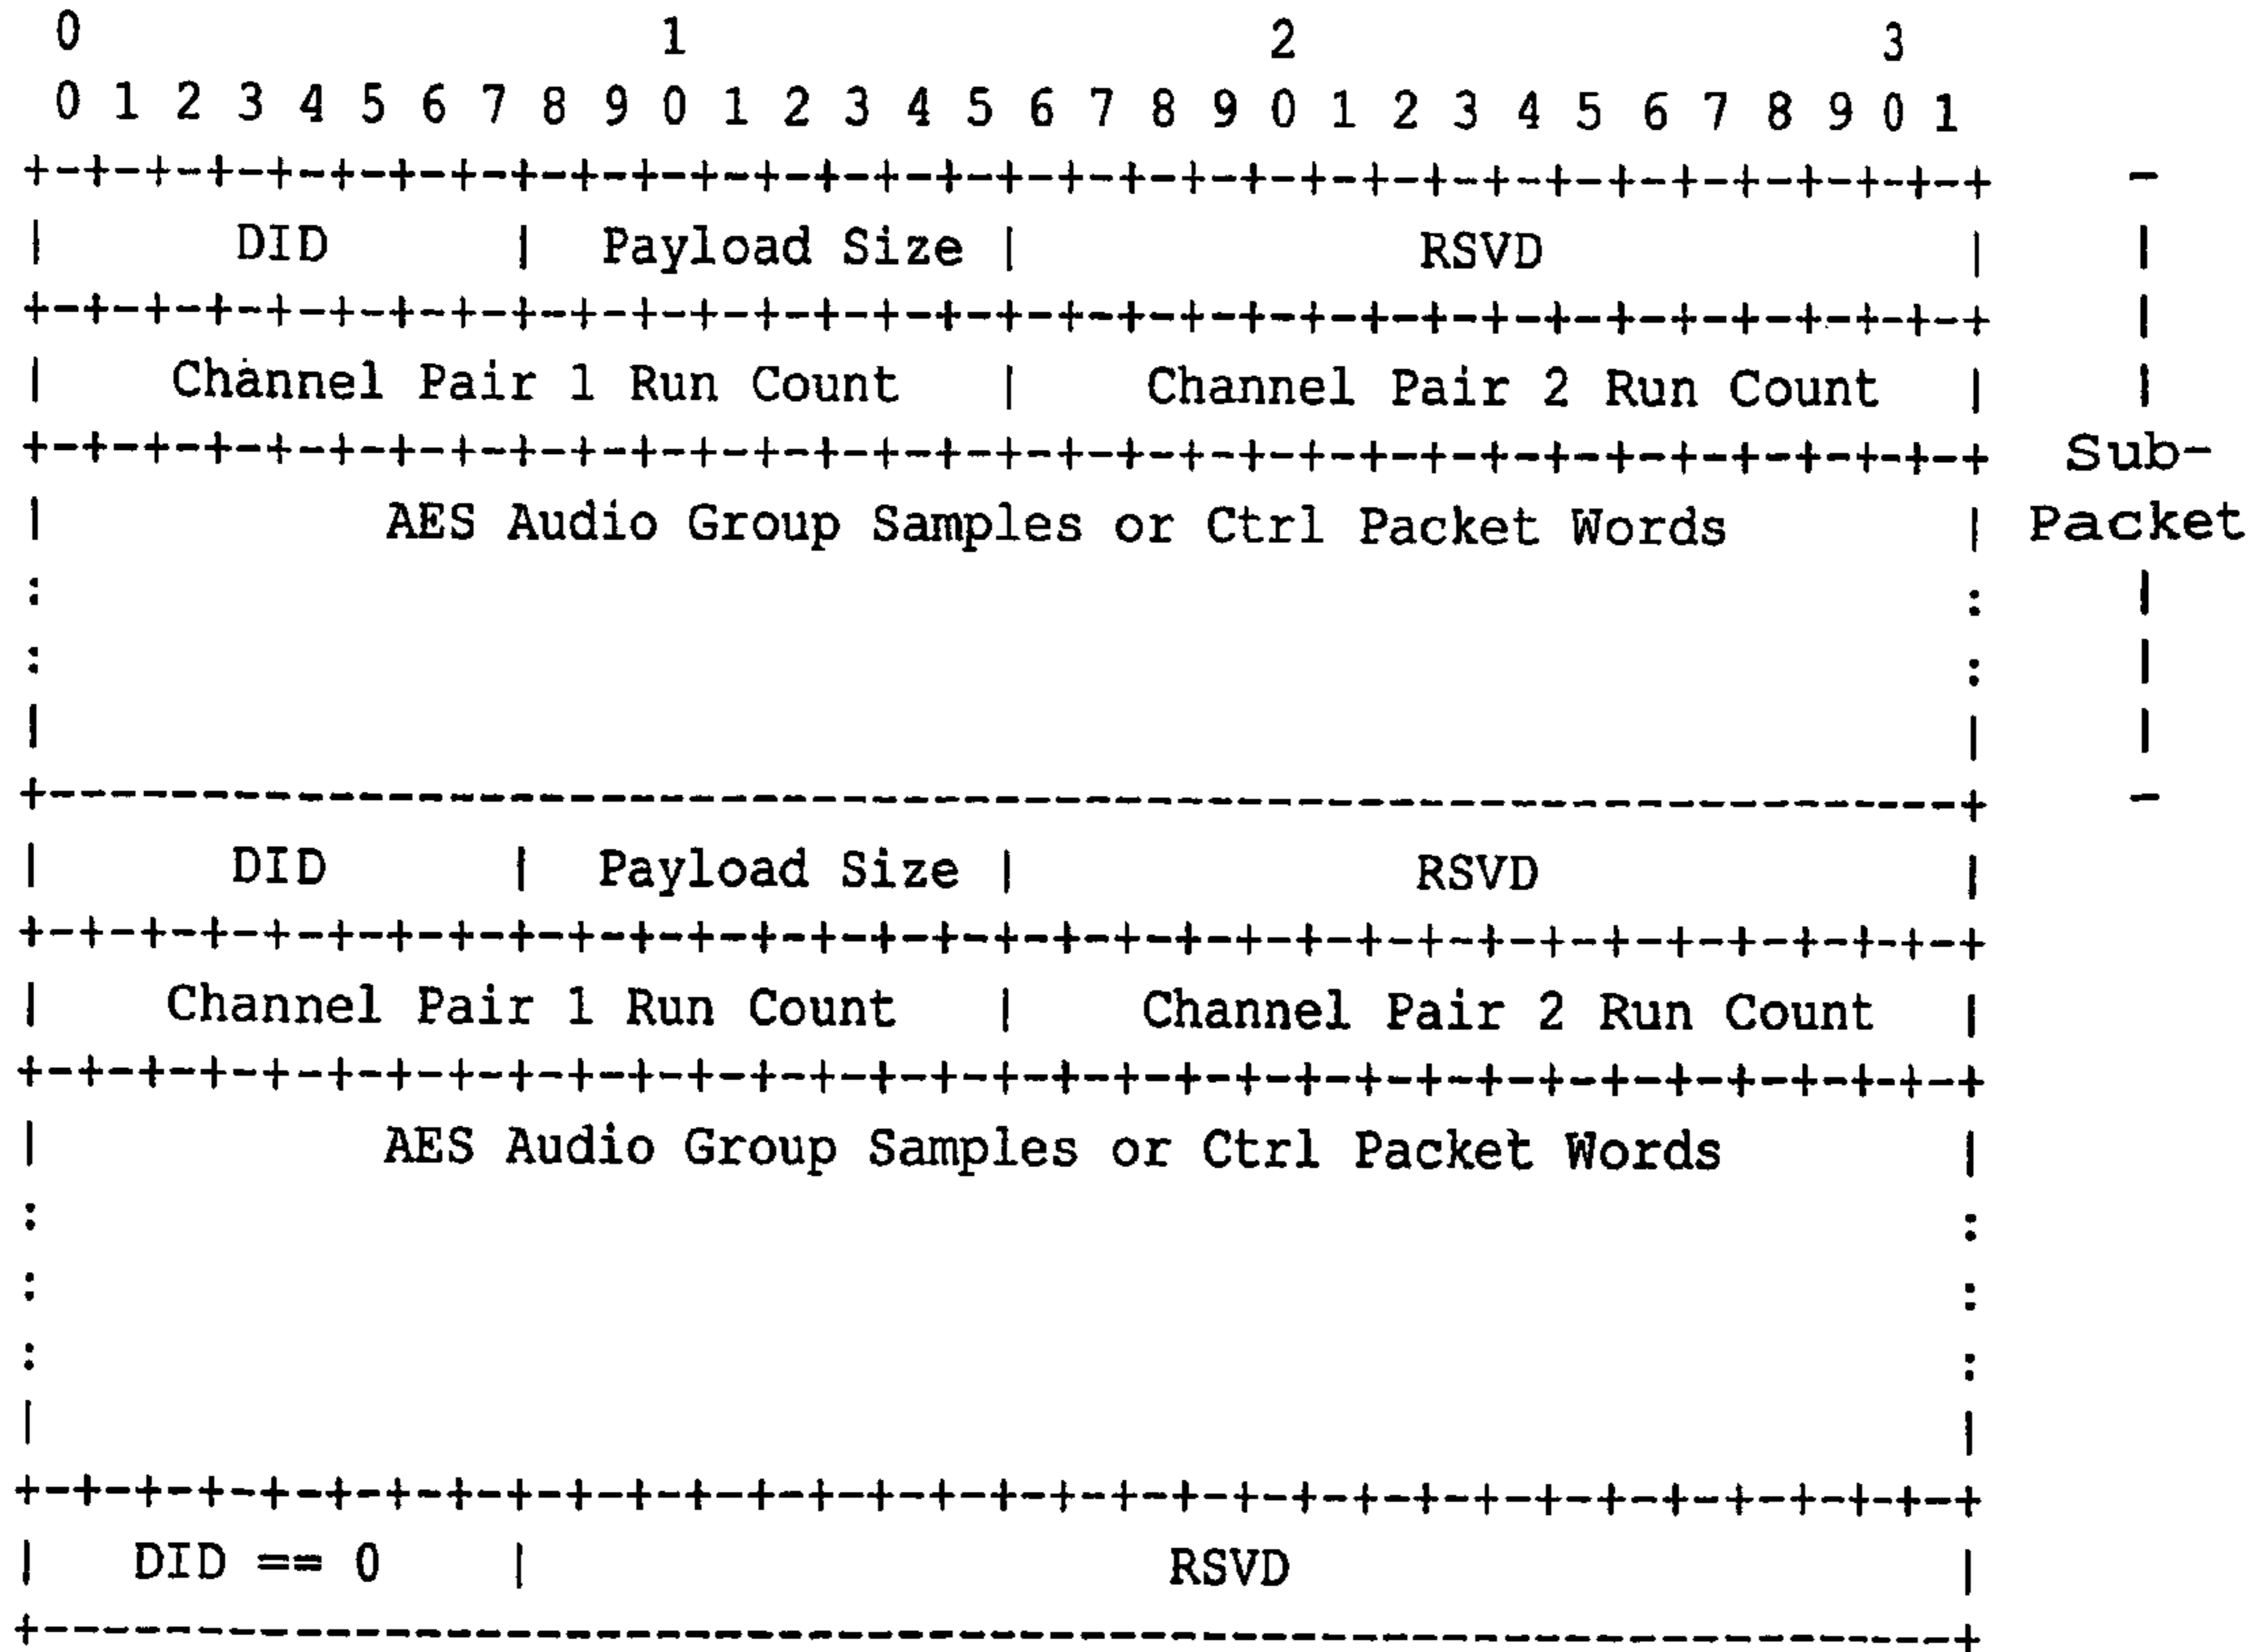 0 1 2 3
0 1 2 3 4 5 6 7 8 9 0 1 2 3 4 5 6 7 8 9 0 1 2 3 4 5 6 7 8 9 0 1
+-+-+-+-+-+-+-+-+-+-+-+-+-+-+-+-+-+-+-+-+-+-+-+-+-+-+-+-+-+-+-+-+ -
| DID | Payload Size | RSVD | |
+-+-+-+-+-+-+-+-+-+-+-+-+-+-+-+-+-+-+-+-+-+-+-+-+-+-+-+-+-+-+-+-+ |
| Channel Pair 1 Run Count | Channel Pair 2 Run Count | |
+-+-+-+-+-+-+-+-+-+-+-+-+-+-+-+-+-+-+-+-+-+-+-+-+-+-+-+-+-+-+-+-+ Sub-
| AES Audio Group Samples or Ctrl Packet Words | Packet
: : |
: : |
| | |
+---------------------------------------------------------------+ -
| DID | Payload Size | RSVD |
+-+-+-+-+-+-+-+-+-+-+-+-+-+-+-+-+-+-+-+-+-+-+-+-+-+-+-+-+-+-+-+-+
| Channel Pair 1 Run Count | Channel Pair 2 Run Count |
+-+-+-+-+-+-+-+-+-+-+-+-+-+-+-+-+-+-+-+-+-+-+-+-+-+-+-+-+-+-+-+-+
| AES Audio Group Samples or Ctrl Packet Words |
: :
: :
: :
| |
+-+-+-+-+-+-+-+-+-+-+-+-+-+-+-+-+-+-+-+-+-+-+-+-+-+-+-+-+-+-+-+-+
| DID == 0 | RSVD |
+---------------------------------------------------------------+